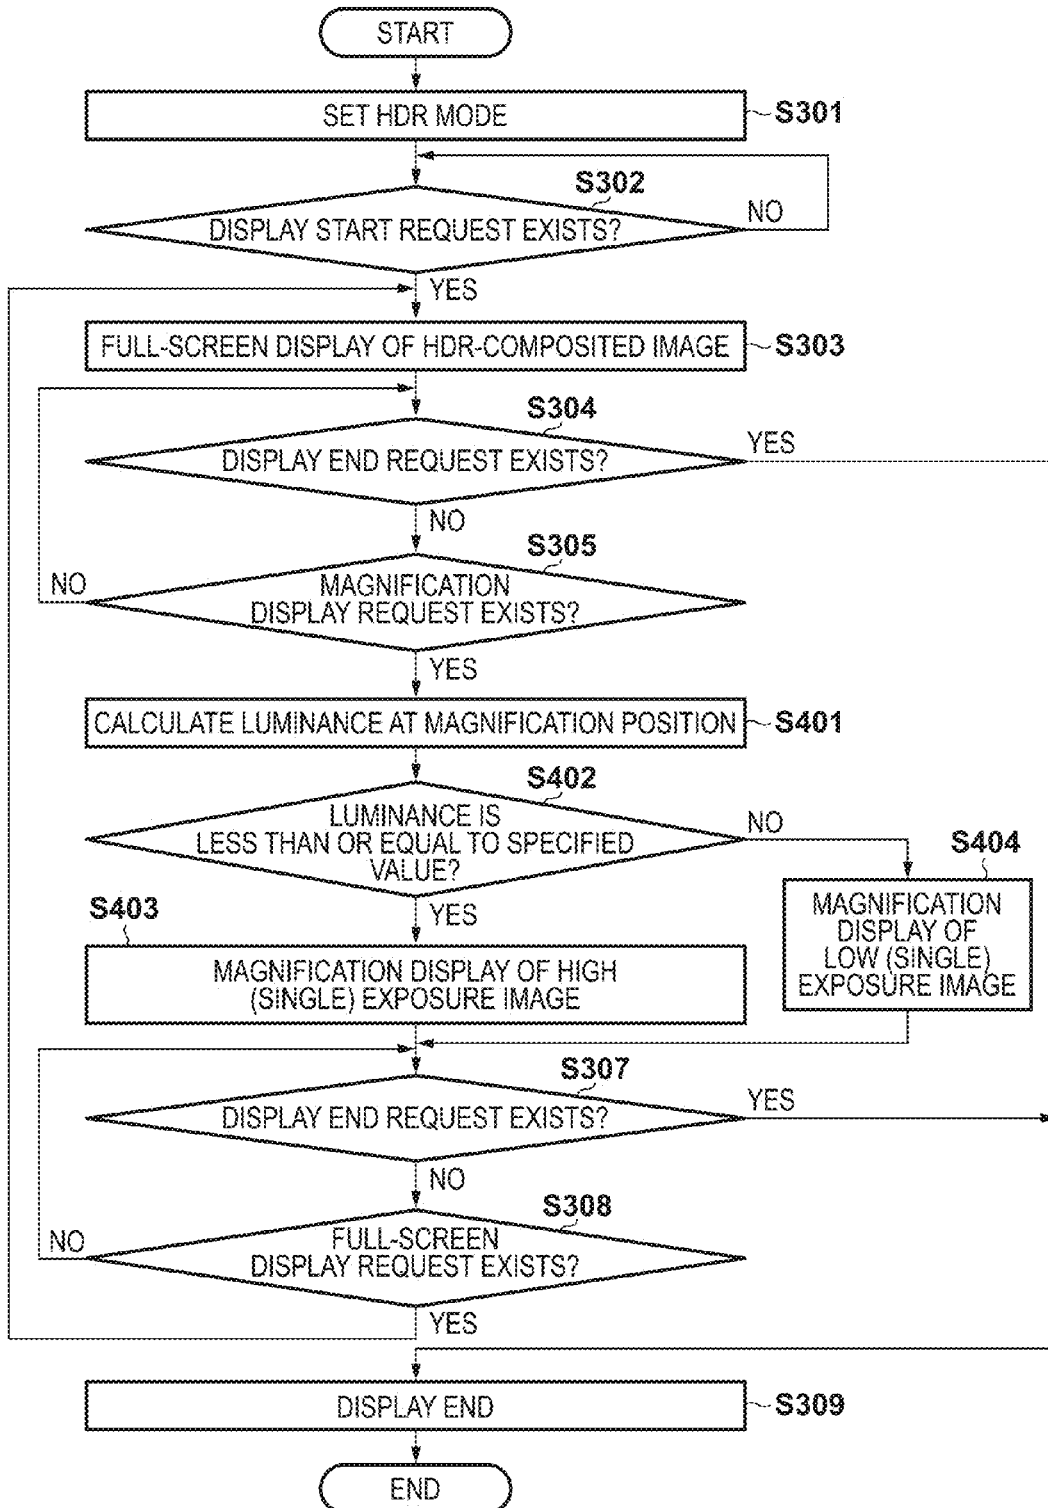 START
SET HDR MODE
S301
S302
DISPLAY START REQUEST EXISTS?
NO
YES
FULL-SCREEN DISPLAY OF HDR-COMPOSITED IMAGE
S303
S304
DISPLAY END REQUEST EXISTS?
YES
NO
S305
MAGNIFICATION
DISPLAY REQUEST EXISTS?
NO
YES
CALCULATE LUMINANCE AT MAGNIFICATION POSITION
S401
S402
LUMINANCE IS
LESS THAN OR EQUAL TO SPECIFIED
VALUE?
NO
YES
S404
MAGNIFICATION
DISPLAY OF
LOW (SINGLE)
EXPOSURE IMAGE
S403
MAGNIFICATION DISPLAY OF HIGH
(SINGLE) EXPOSURE IMAGE
S307
DISPLAY END REQUEST EXISTS?
YES
NO
S308
FULL-SCREEN
DISPLAY REQUEST EXISTS?
NO
YES
DISPLAY END
S309
END